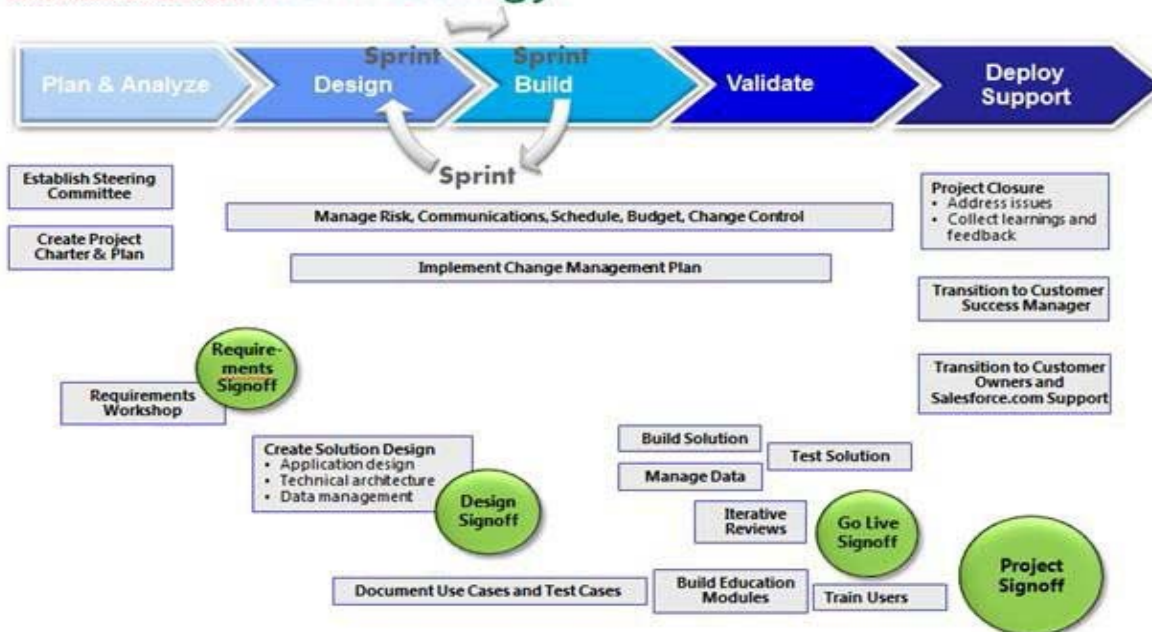 Sprint
Sprint
Plan & Analyze
Design
Build
Validate
Deploy
Support
Sprint
Establish Steering
Committee
Create Project
Charter & Plan
Manage Risk, Communications, Schedule, Budget, Change Control
Implement Change Management Plan
Project Closure
• Address issues
• Collect learnings and
feedback
Transition to Customer
Success Manager
Transition to Customer
Owners and
Salesforce.com Support
Require-
ments
Signoff
Requirements
Workshop
Create Solution Design
• Application design
• Technical architecture
• Data management
Design
Signoff
Build Solution
Test Solution
Manage Data
Iterative
Reviews
Go Live
Signoff
Project
Signoff
Document Use Cases and Test Cases
Build Education
Modules
Train Users